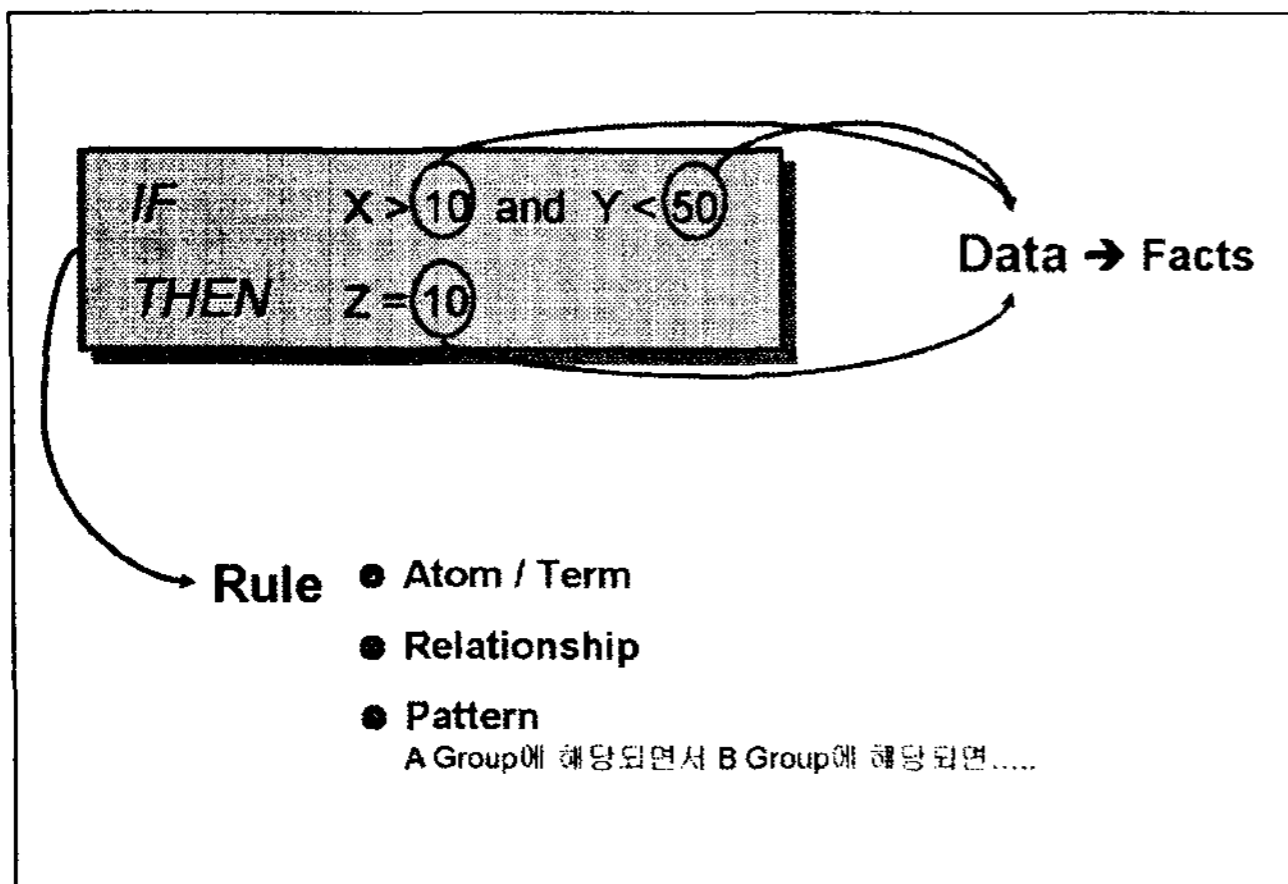 IF X > 10 and Y < 50
THEN Z = 10
Data → Facts
Rule
● Atom / Term
● Relationship
● Pattern
A Group에 해당되면서 B Group에 해당되면.....